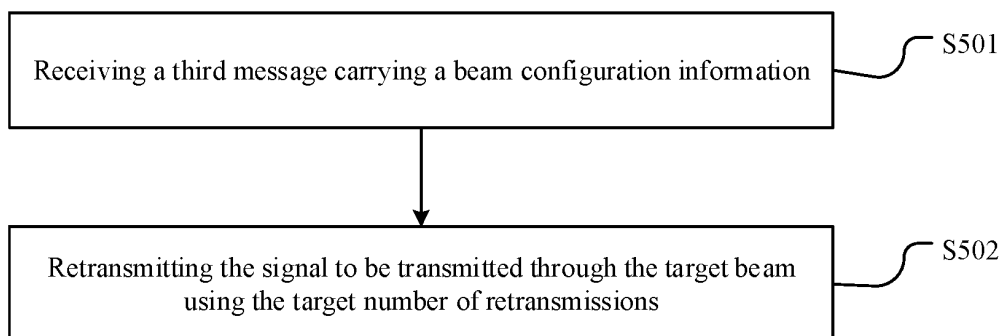 Receiving a third message carrying a beam configuration information
S501
Retransmitting the signal to be transmitted through the target beam
using the target number of retransmissions
S502